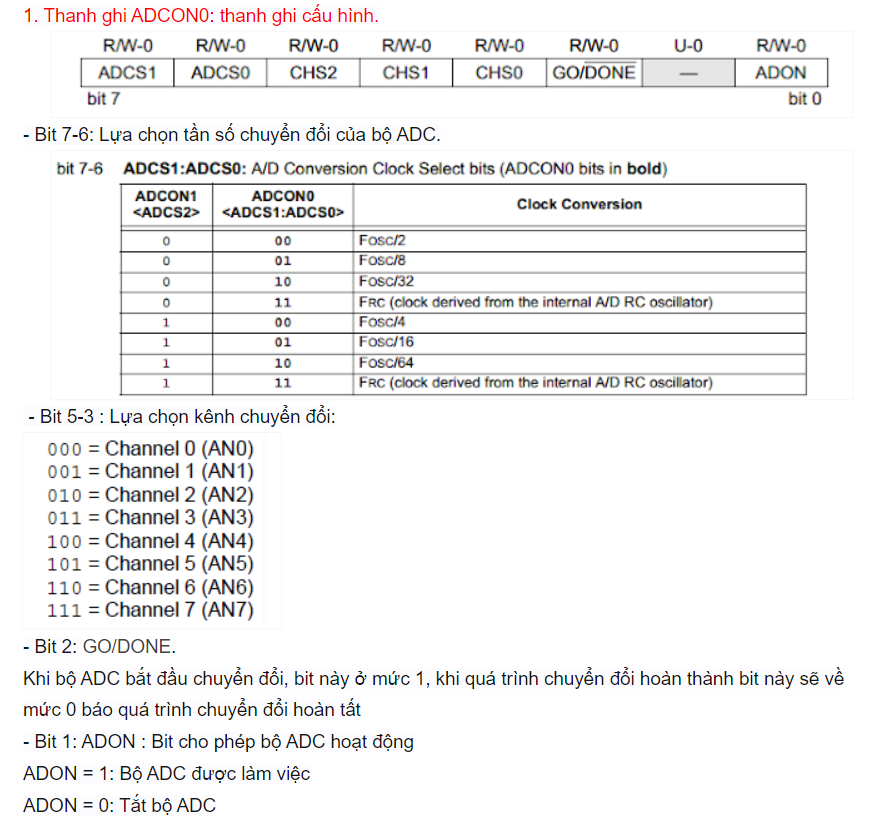 1. Thanh ghi ADCON0: thanh ghi cấu hình.
R/W-0 R/W-0 R/W-0 R/W-0 R/W-0 R/W-0 U-0 R/W-0
ADCS1 ADCS0 CHS2 CHS1 CHS0 GO/DONE — ADON
bit 7 bit 0
- Bit 7-6: Lựa chọn tần số chuyển đổi của bộ ADC.
bit 7-6 ADCS1:ADCS0: A/D Conversion Clock Select bits (ADCON0 bits in bold)
ADCON1 ADCON0 Clock Conversion
<ADCS2> <ADCS1:ADCS0>
0 00 FOSC/2
0 01 FOSC/8
0 10 FOSC/32
0 11 FRC (clock derived from the internal A/D RC oscillator)
1 00 FOSC/4
1 01 FOSC/16
1 10 FOSC/64
1 11 FRC (clock derived from the internal A/D RC oscillator)
- Bit 5-3 : Lựa chọn kênh chuyển đổi:
000 = Channel 0 (AN0)
001 = Channel 1 (AN1)
010 = Channel 2 (AN2)
011 = Channel 3 (AN3)
100 = Channel 4 (AN4)
101 = Channel 5 (AN5)
110 = Channel 6 (AN6)
111 = Channel 7 (AN7)
- Bit 2: GO/DONE.
Khi bộ ADC bắt đầu chuyển đổi, bit này ở mức 1, khi quá trình chuyển đổi hoàn thành bit này sẽ về
mức 0 báo quá trình chuyển đổi hoàn tất
- Bit 1: ADON : Bit cho phép bộ ADC hoạt động
ADON = 1: Bộ ADC được làm việc
ADON = 0: Tắt bộ ADC